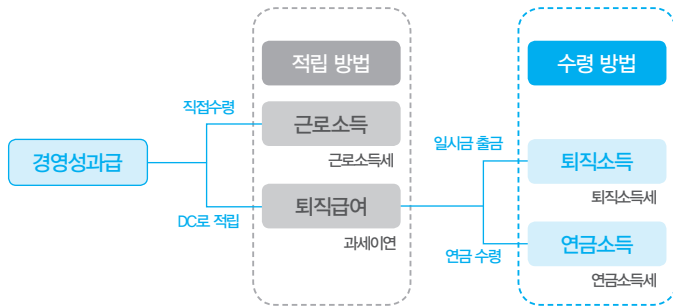 적립 방법
수령 방법
직접수령
근로소득
근로소득세
경영성과급
일시금 출금
퇴직소득
퇴직소득세
DC로 적립
퇴직급여
과세이연
연금 수령
연금소득
연금소득세